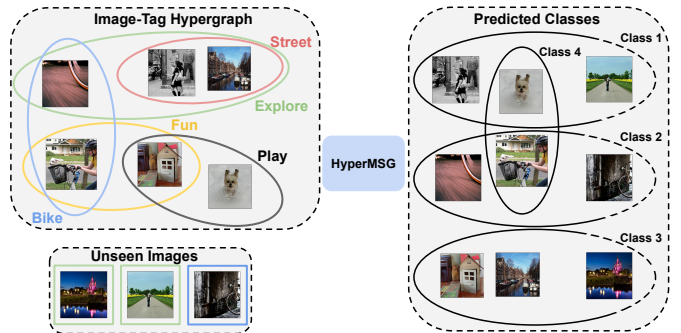 Image-Tag Hypergraph
Street
Explore
Fun
Play
Bike
Unseen Images
HyperMSG
Predicted Classes
Class 1
Class 4
Class 2
Class 3